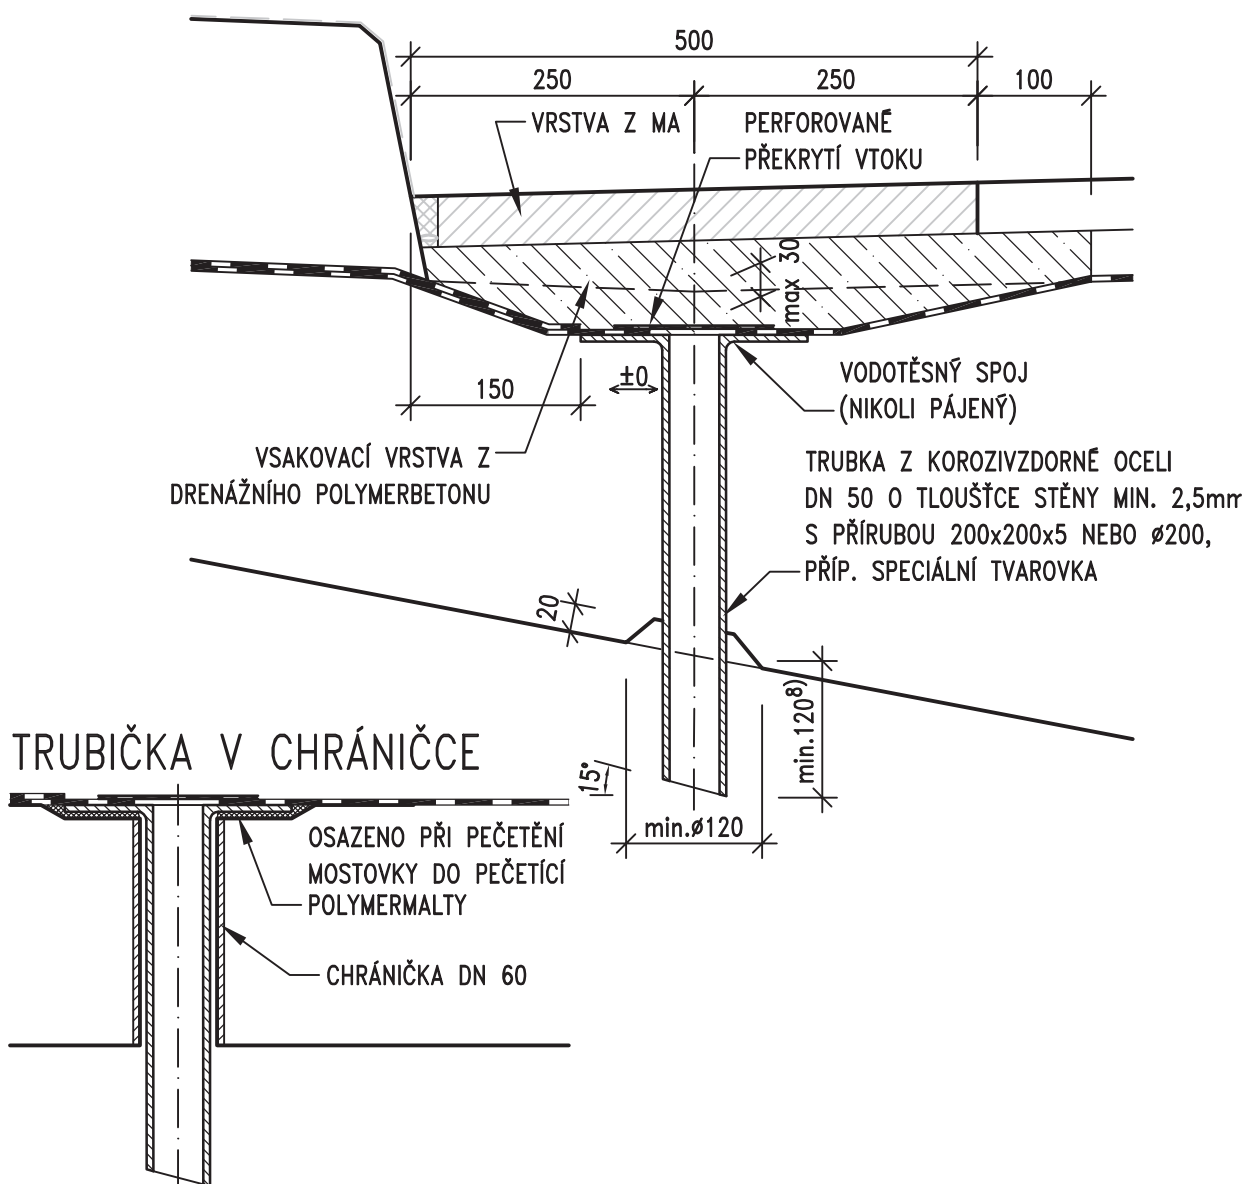 500
250
250
100
VRSTVA Z MA
PERFOROVANÉ
PŘEKRYTÍ VTOKU
max 30
±0
150
VODOTĚSNÝ SPOJ
(NIKOLI PÁJENÝ)
VSAKOVACÍ VRSTVA Z
DRENÁŽNÍHO POLYMERBETONU
TRUBKA Z KOROZIVZDORNÉ OCELI
DN 50 O TLOUŠŤCE STĚNY MIN. 2,5mm
S PŘÍRUBOU 200x200x5 NEBO ø200,
PŘÍP. SPECIÁLNÍ TVAROVKA
20
min.120⁸⁾
15°
min.ø120
TRUBIČKA V CHRÁNIČCE
OSAZENO PŘI PEČETĚNÍ
MOSTOVKY DO PEČETÍCÍ
POLYMERMALTY
CHRÁNIČKA DN 60